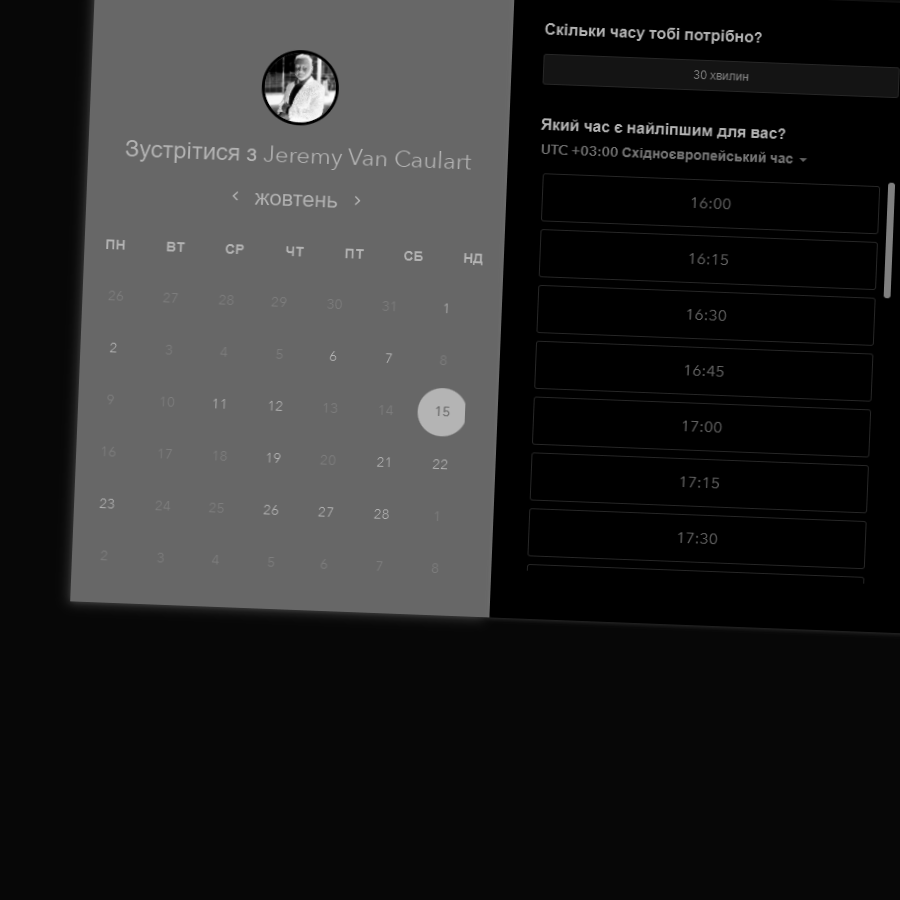 Зустрітися з Jeremy Van Caulart
жовтень
ПН ВТ СР ЧТ ПТ СБ НД
26 27 28 29 30 31 1
2 3 4 5 6 7 8
9 10 11 12 13 14 15
16 17 18 19 20 21 22
23 24 25 26 27 28 1
2 3 4 5 6 7 8
Скільки часу тобі потрібно?
30 хвилин
Який час є найліпшим для вас?
UTC +03:00 Східноєвропейський час
16:00
16:15
16:30
16:45
17:00
17:15
17:30